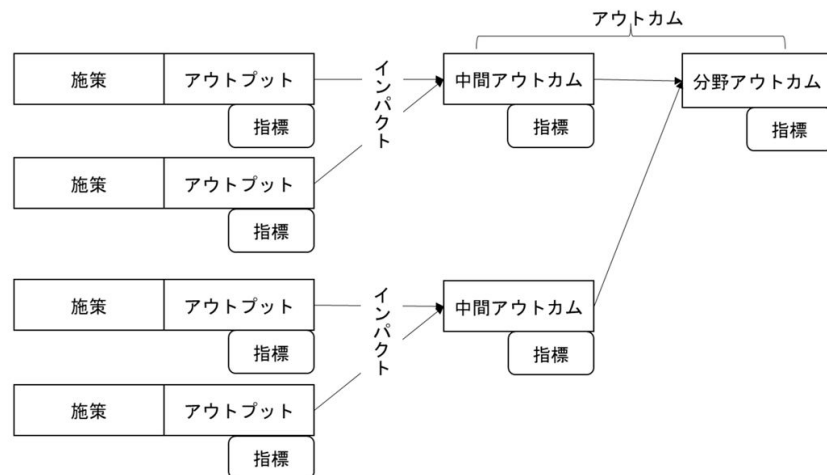 アウトカム
施策
アウトプット
指標
施策
アウトプット
指標
インパクト
中間アウトカム
指標
分野アウトカム
指標
施策
アウトプット
指標
施策
アウトプット
指標
インパクト
中間アウトカム
指標